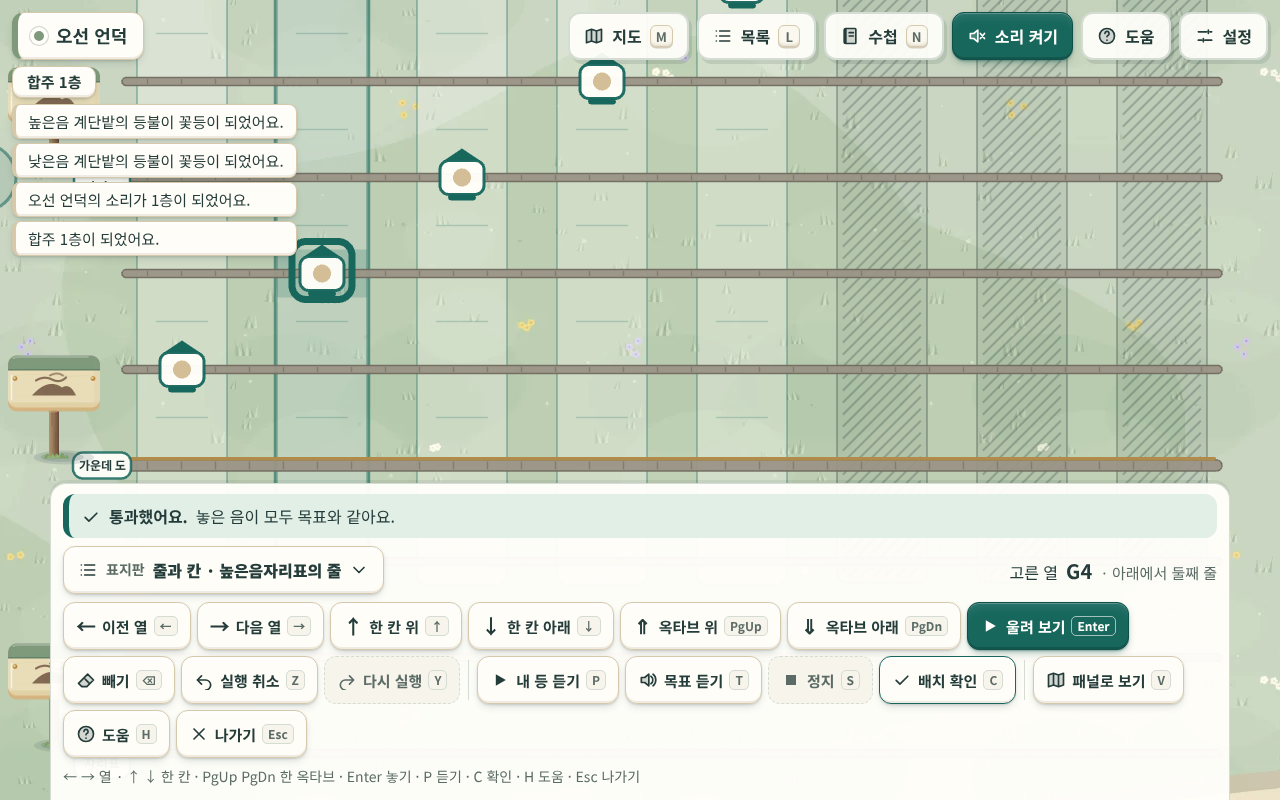 오선 언덕
지도 M
목록 L
수첩 N
소리 켜기
도움
설정
합주 1층
높은음 계단밭의 등불이 꽃등이 되었어요.
낮은음 계단밭의 등불이 꽃등이 되었어요.
오선 언덕의 소리가 1층이 되었어요.
합주 1층이 되었어요.
가운데 도
통과했어요. 놓은 음이 모두 목표와 같아요.
표지판 줄과 칸 · 높은음자리표의 줄
고른 열 G4 · 아래에서 둘째 줄
이전 열 ←
다음 열 →
한 칸 위 ↑
한 칸 아래 ↓
옥타브 위 PgUp
옥타브 아래 PgDn
울려 보기 Enter
빼기 ⌫
실행 취소 Z
다시 실행 Y
내 등 듣기 P
목표 듣기 T
정지 S
배치 확인 C
패널로 보기 V
도움 H
나가기 Esc
← → 열 · ↑ ↓ 한 칸 · PgUp PgDn 한 옥타브 · Enter 놓기 · P 듣기 · C 확인 · H 도움 · Esc 나가기